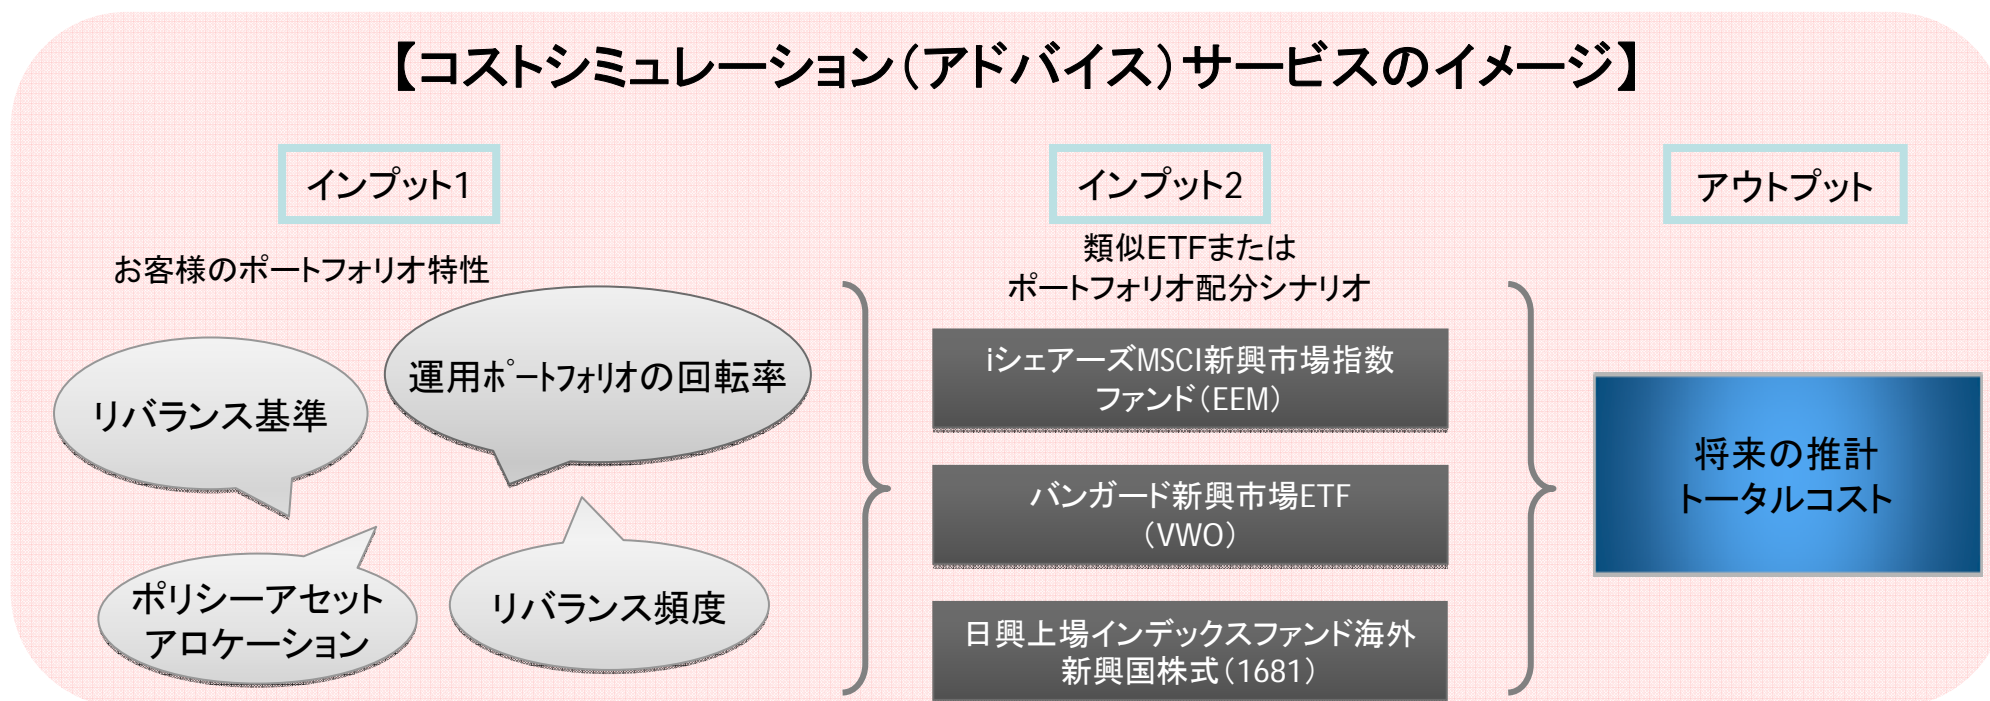 【コストシミュレーション（アドバイス）サービスのイメージ】
インプット1
お客様のポートフォリオ特性
リバランス基準
運用ﾎﾟｰﾄﾌｫﾘｵの回転率
ポリシーアセット
アロケーション
リバランス頻度
インプット2
類似ETFまたは
ポートフォリオ配分シナリオ
iシェアーズMSCI新興市場指数
ファンド（EEM）
バンガード新興市場ETF
（VWO）
日興上場インデックスファンド海外
新興国株式（1681）
アウトプット
将来の推計
トータルコスト